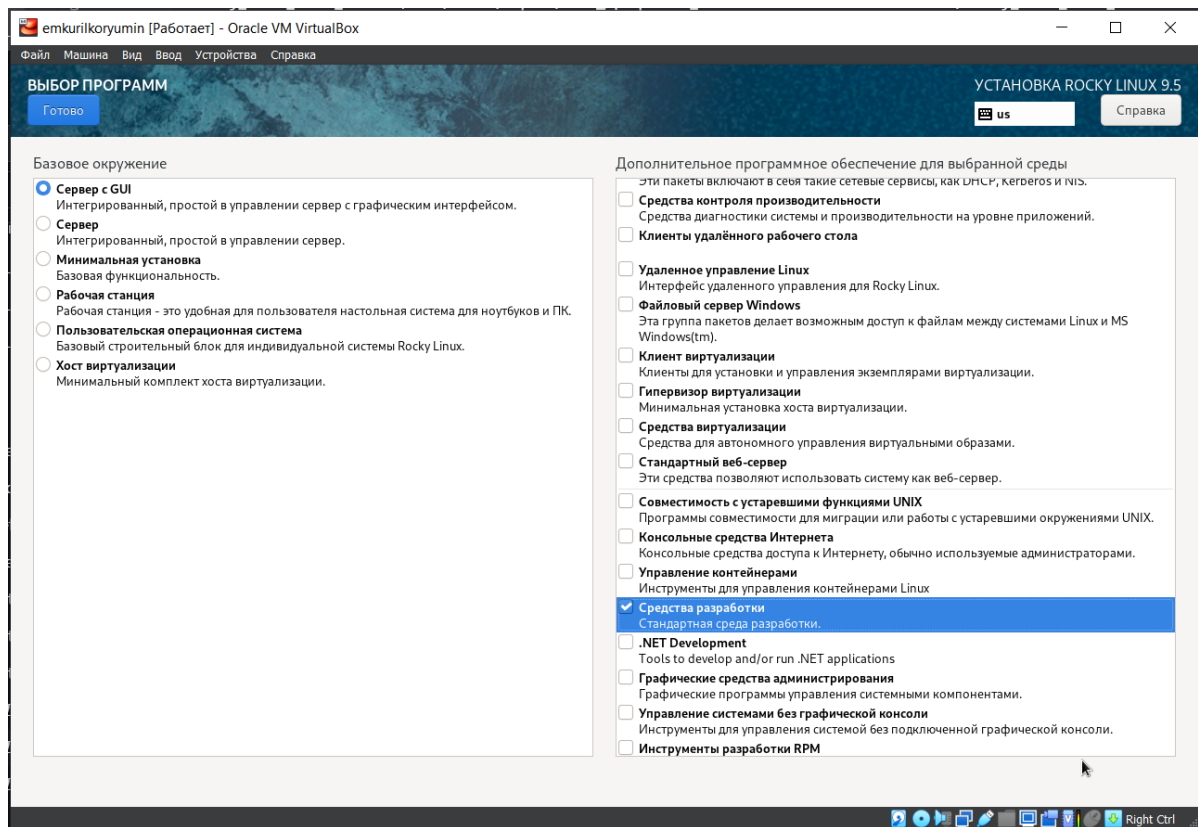 emkurilkoryumin [Работает] - Oracle VM VirtualBox
Файл Машина Вид Ввод Устройства Справка
ВЫБОР ПРОГРАММ
УСТАНОВКА ROCKY LINUX 9.5
Готово
us
Справка
Базовое окружение
Сервер с GUI
Интегрированный, простой в управлении сервер с графическим интерфейсом.
Сервер
Интегрированный, простой в управлении сервер.
Минимальная установка
Базовая функциональность.
Рабочая станция
Рабочая станция - это удобная для пользователя настольная система для ноутбуков и ПК.
Пользовательская операционная система
Базовый строительный блок для индивидуальной системы Rocky Linux.
Хост виртуализации
Минимальный комплект хоста виртуализации.
Дополнительное программное обеспечение для выбранной среды
Эти пакеты включают в себя такие сетевые сервисы, как DHCP, Kerberos и NIS.
Средства контроля производительности
Средства диагностики системы и производительности на уровне приложений.
Клиенты удалённого рабочего стола
Удаленное управление Linux
Интерфейс удаленного управления для Rocky Linux.
Файловый сервер Windows
Эта группа пакетов делает возможным доступ к файлам между системами Linux и MS
Windows(tm).
Клиент виртуализации
Клиенты для установки и управления экземплярами виртуализации.
Гипервизор виртуализации
Минимальная установка хоста виртуализации.
Средства виртуализации
Средства для автономного управления виртуальными образами.
Стандартный веб-сервер
Эти средства позволяют использовать систему как веб-сервер.
Совместимость с устаревшими функциями UNIX
Программы совместимости для миграции или работы с устаревшими окружениями UNIX.
Консольные средства Интернета
Консольные средства доступа к Интернету, обычно используемые администраторами.
Управление контейнерами
Инструменты для управления контейнерами Linux
Средства разработки
Стандартная среда разработки.
.NET Development
Tools to develop and/or run .NET applications
Графические средства администрирования
Графические программы управления системными компонентами.
Управление системами без графической консоли
Инструменты для управления системой без подключенной графической консоли.
Инструменты разработки RPM
Right Ctrl